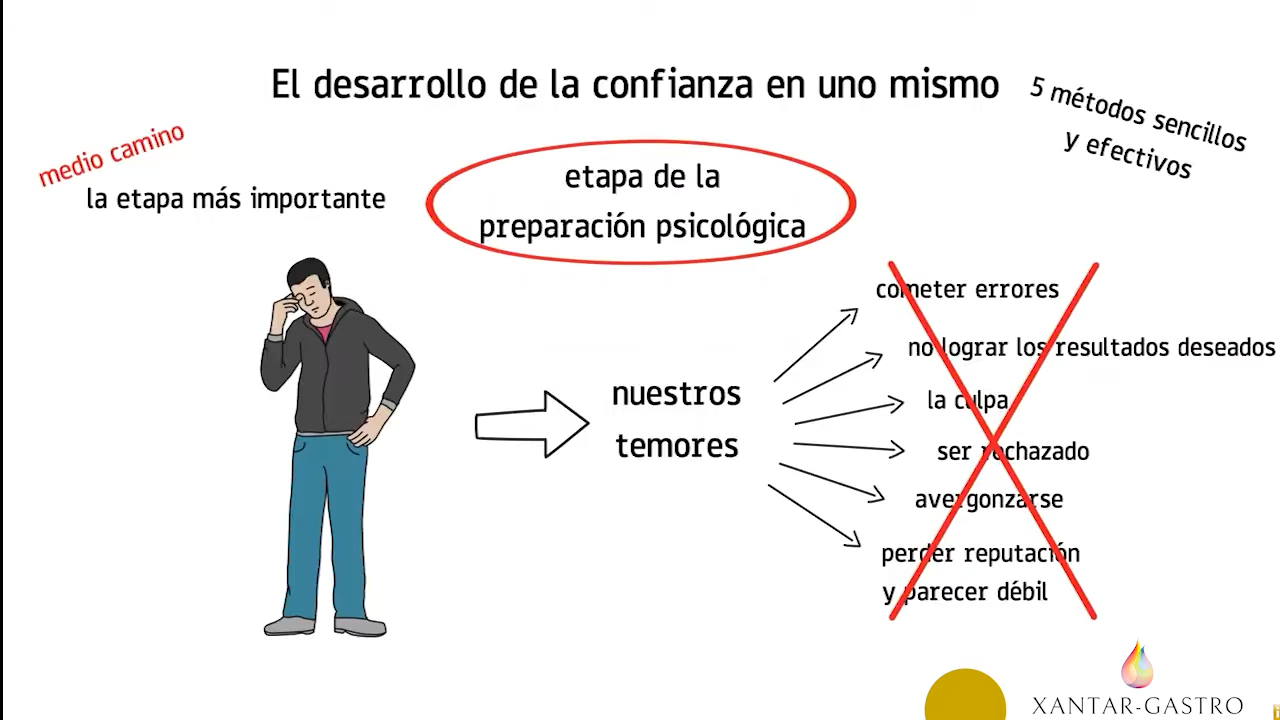 El desarrollo de la confianza en uno mismo
5 métodos sencillos
y efectivos
medio camino
la etapa más importante
etapa de la
preparación psicológica
nuestros
temores
cometer errores
no lograr los resultados deseados
la culpa
ser rechazado
avergonzarse
perder reputación
y parecer débil
XANTAR-GASTRO